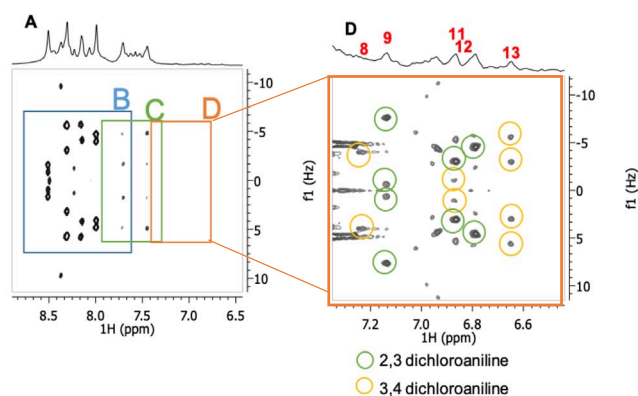 A
D
8
9
11
12
13
B
C
D
-10
-5
0
5
10
f1 (Hz)
8.5 8.0 7.5 7.0 6.5
1H (ppm)
-10
-5
0
5
10
f1 (Hz)
7.2 7.0 6.8 6.6
1H (ppm)
2,3 dichloroaniline
3,4 dichloroaniline